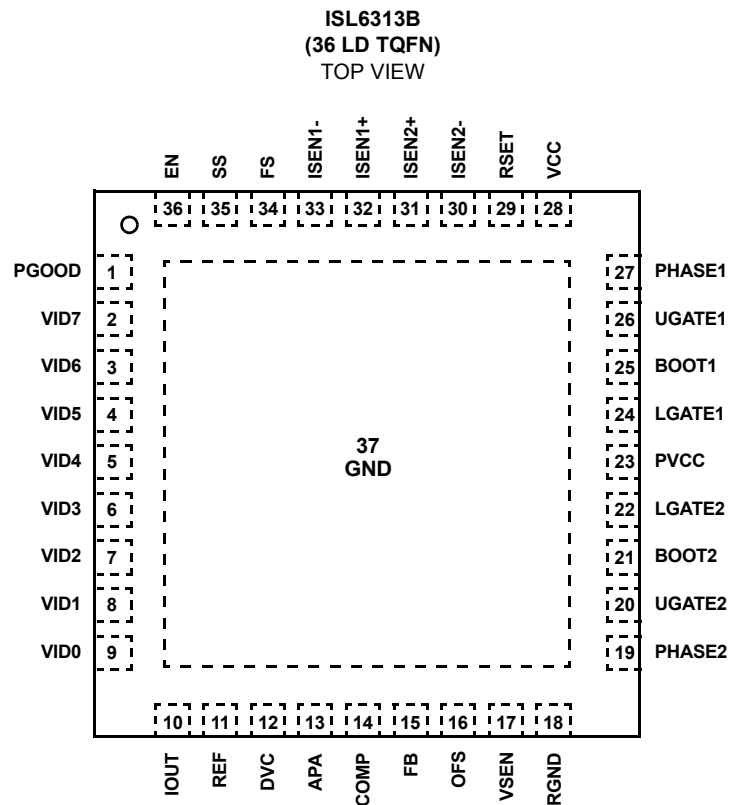 ISL6313B
(36 LD TQFN)
TOP VIEW
EN
SS
FS
ISEN1-
ISEN1+
ISEN2+
ISEN2-
RSET
VCC
36 35 34 33 32 31 30 29 28
PGOOD 1
VID7 2
VID6 3
VID5 4
VID4 5
VID3 6
VID2 7
VID1 8
VID0 9
37
GND
27 PHASE1
26 UGATE1
25 BOOT1
24 LGATE1
23 PVCC
22 LGATE2
21 BOOT2
20 UGATE2
19 PHASE2
10 11 12 13 14 15 16 17 18
IOUT
REF
DVC
APA
COMP
FB
OFS
VSEN
RGND